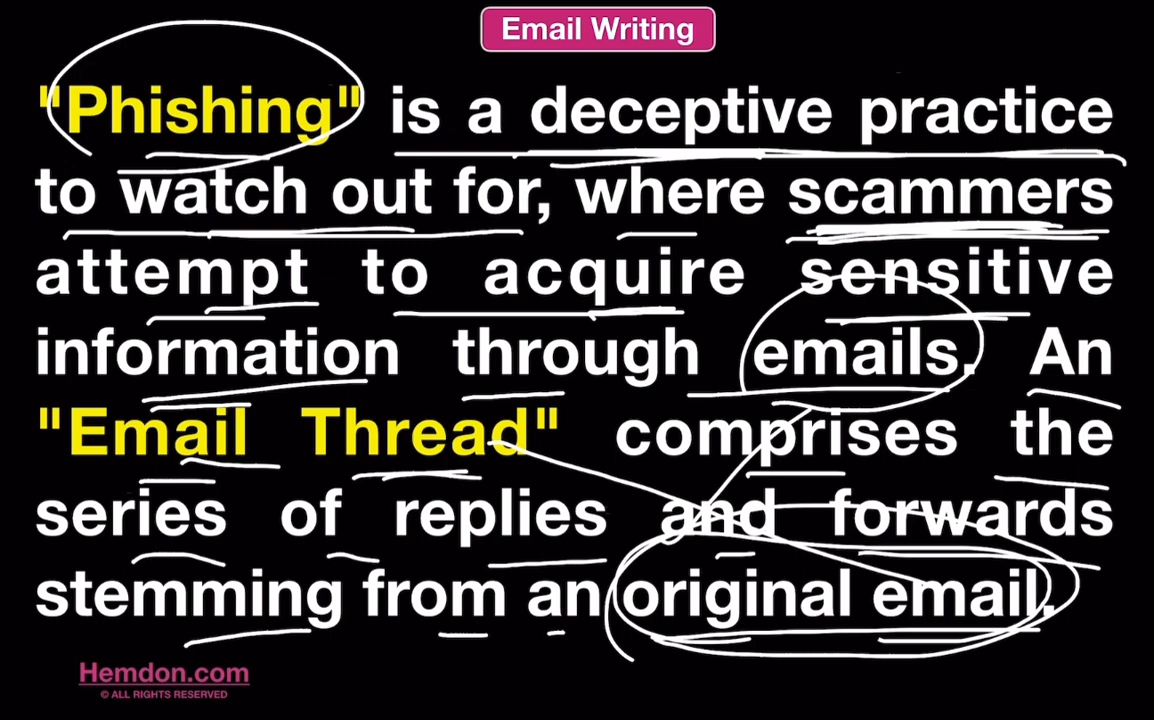 Email Writing
"Phishing" is a deceptive practice
to watch out for, where scammers
attempt to acquire sensitive
information through emails. An
"Email Thread" comprises the
series of replies and forwards
stemming from an original email.
Hemdon.com
© ALL RIGHTS RESERVED